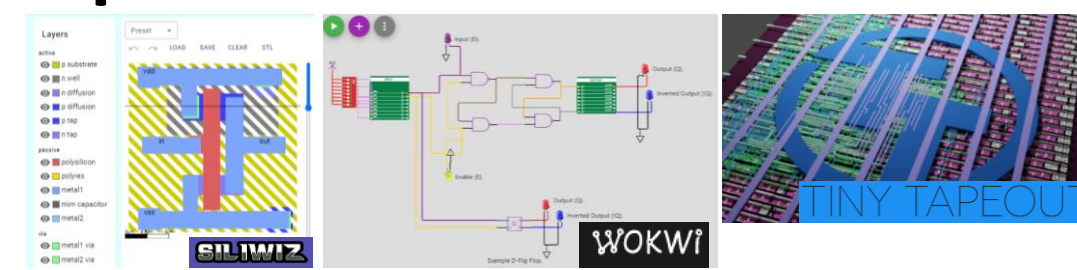 Layers
active
p substrate
n well
n diffusion
p diffusion
p tap
n tap
passive
polysilicon
polyres
metal1
mim capacitor
metal2
via
metal1 via
metal2 via
Preset
LOAD SAVE CLEAR STL
vdd
in out
vss
SILIWIZ
Input (D).
Output (Q).
Inverted Output (!Q).
Enable (E).
Output (Q).
Inverted Output (!Q).
Example D-Flip Flop.
WOKWI
TINY TAPEOUT